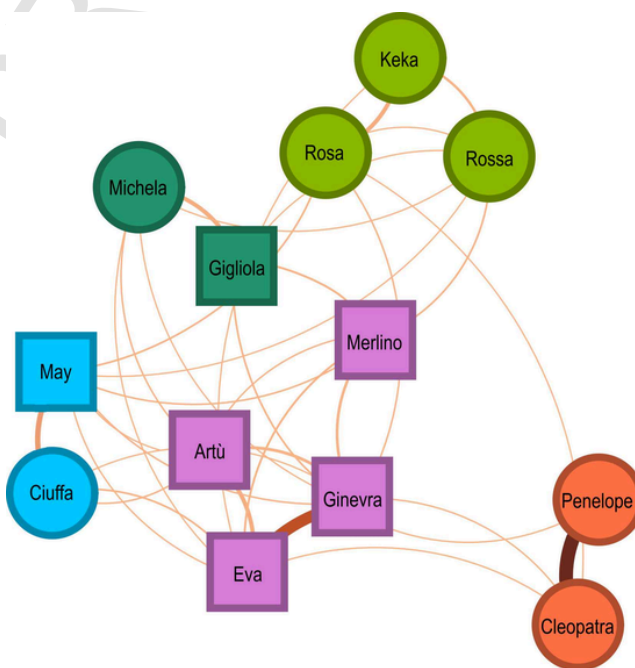 Keka
Rosa
Rossa
Michela
Gigliola
Merlino
May
Artù
Ciuffa
Ginevra
Penelope
Eva
Cleopatra